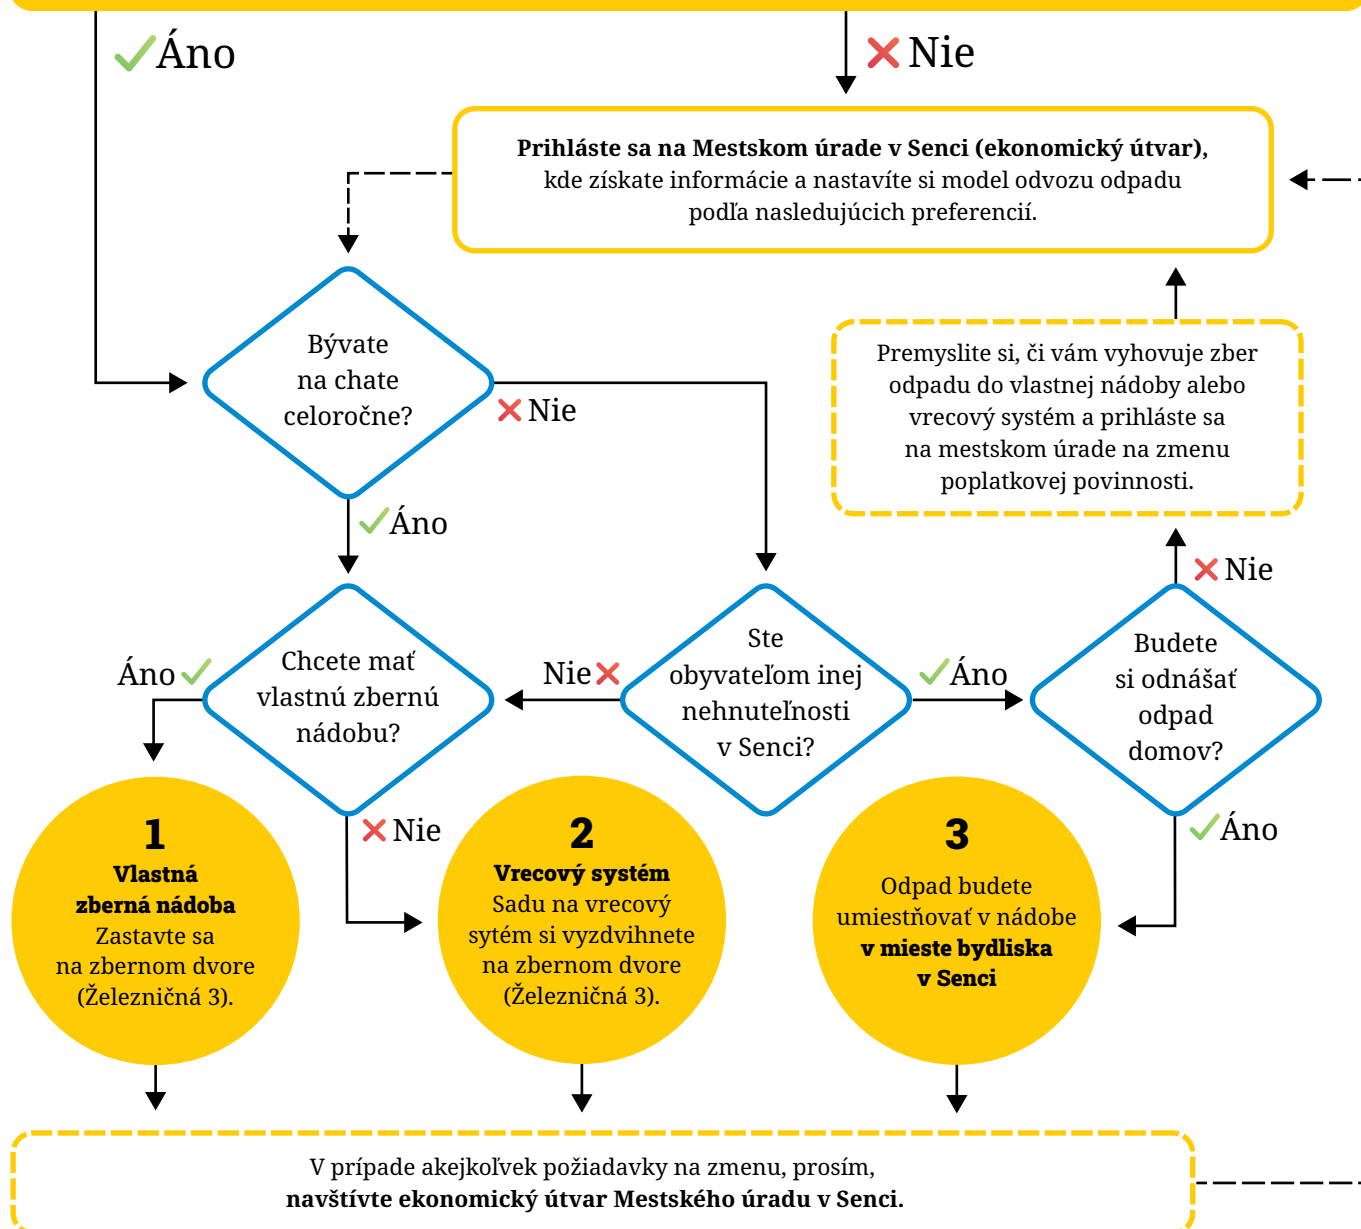 Áno
Nie
Prihláste sa na Mestskom úrade v Senci (ekonomický útvar),
kde získate informácie a nastavíte si model odvozu odpadu
podľa nasledujúcich preferencií.
Bývate
na chate
celoročne?
Nie
Áno
Premyslite si, či vám vyhovuje zber
odpadu do vlastnej nádoby alebo
vrecový systém a prihláste sa
na mestskom úrade na zmenu
poplatkovej povinnosti.
Nie
Áno
Chcete mať
vlastnú zbernú
nádobu?
Nie
Ste
obyvateľom inej
nehnuteľnosti
v Senci?
Áno
Budete
si odnášať
odpad
domov?
Nie
Áno
1
Vlastná
zberná nádoba
Zastavte sa
na zbernom dvore
(Železničná 3).
2
Vrecový systém
Sadu na vrecový
sytém si vyzdvihnete
na zbernom dvore
(Železničná 3).
3
Odpad budete
umiestňovať v nádobe
v mieste bydliska
v Senci
V prípade akejkoľvek požiadavky na zmenu, prosím,
navštívte ekonomický útvar Mestského úradu v Senci.